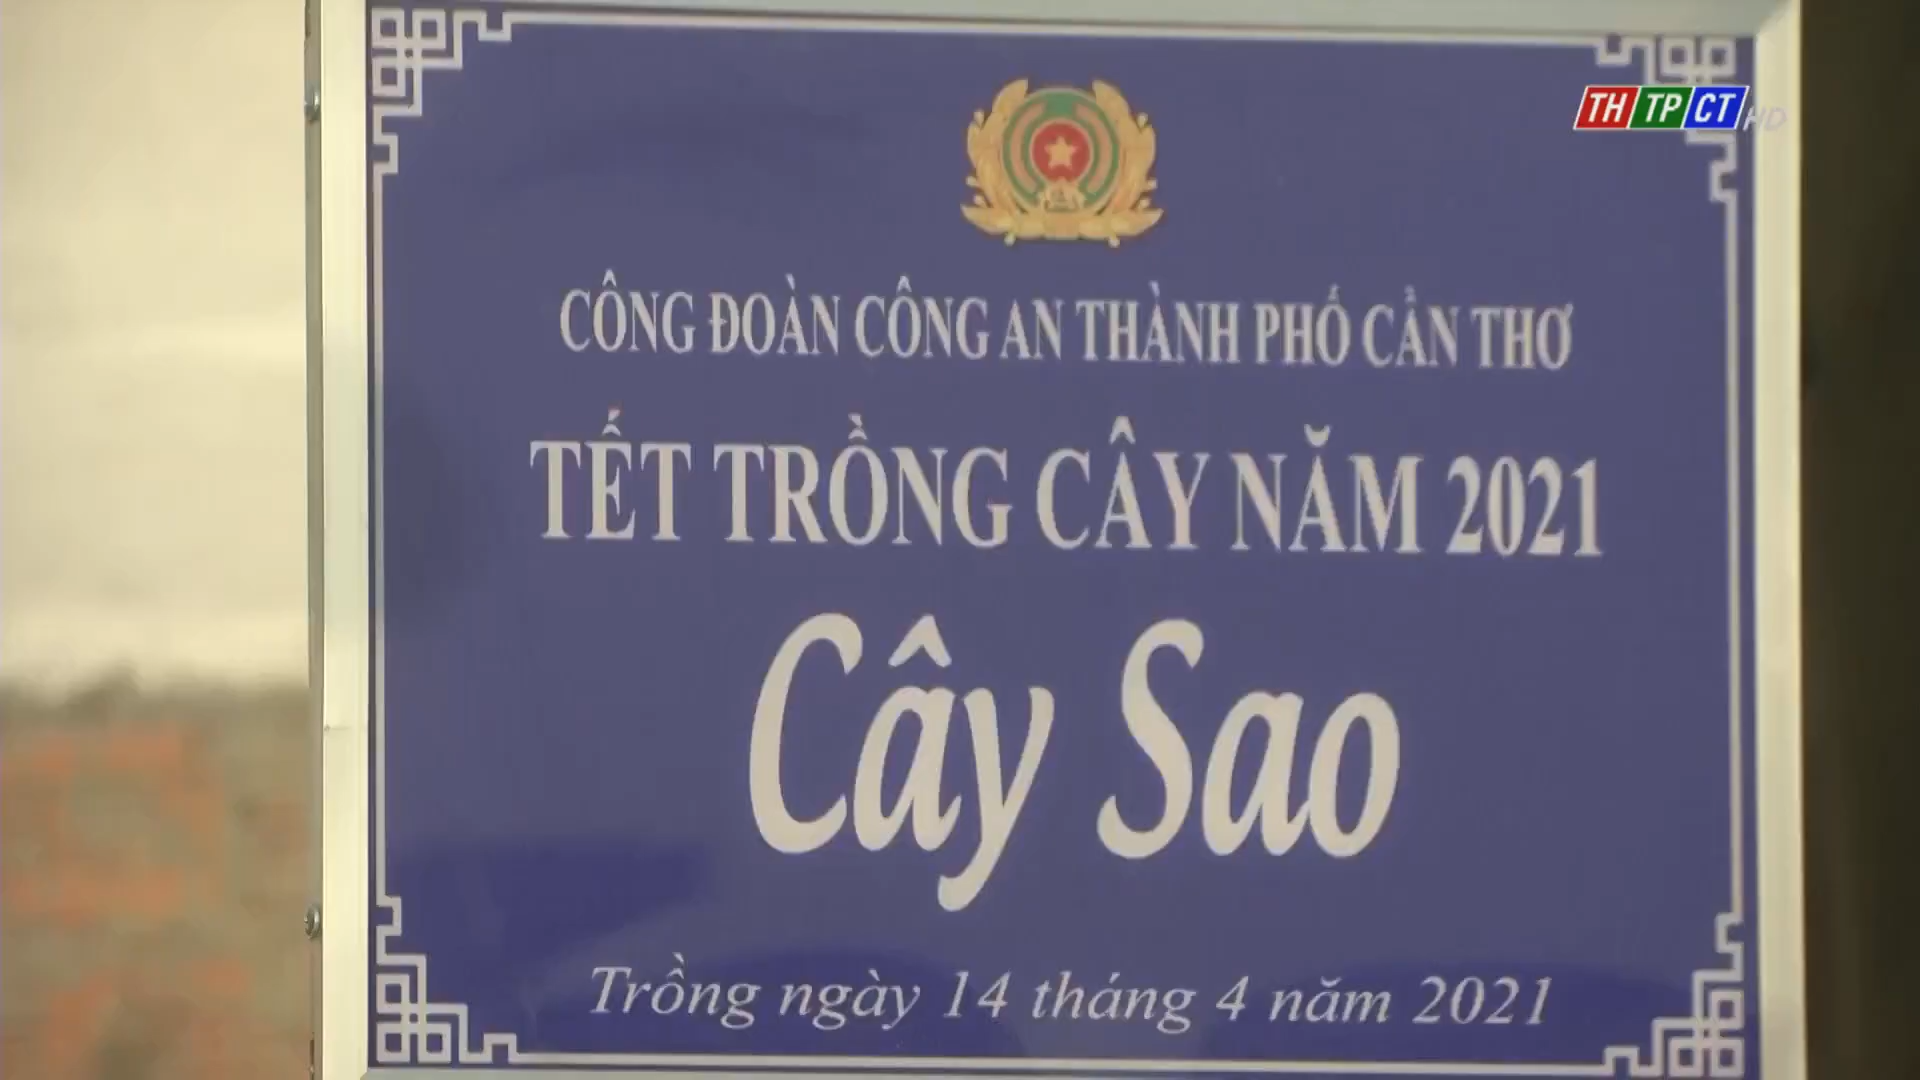 THTPCT HD
CÔNG ĐOÀN CÔNG AN THÀNH PHỐ CẦN THƠ
TẾT TRỒNG CÂY NĂM 2021
Cây Sao
Trồng ngày 14 tháng 4 năm 2021